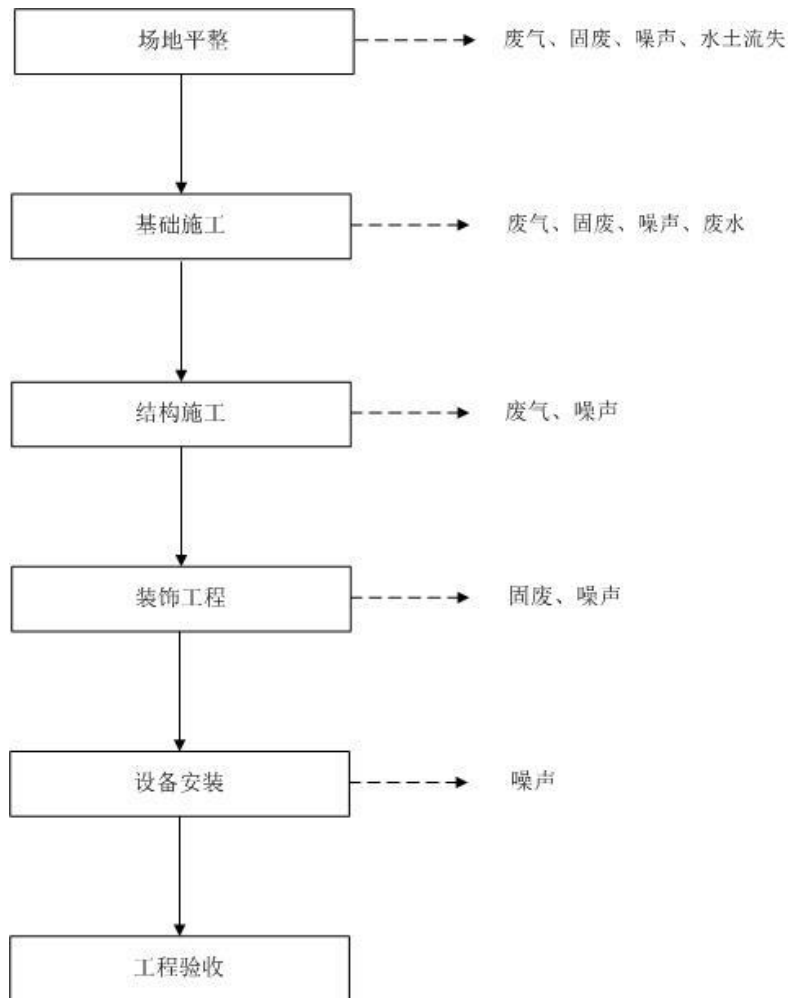 场地平整
废气、固废、噪声、水土流失
基础施工
废气、固废、噪声、废水
结构施工
废气、噪声
装饰工程
固废、噪声
设备安装
噪声
工程验收